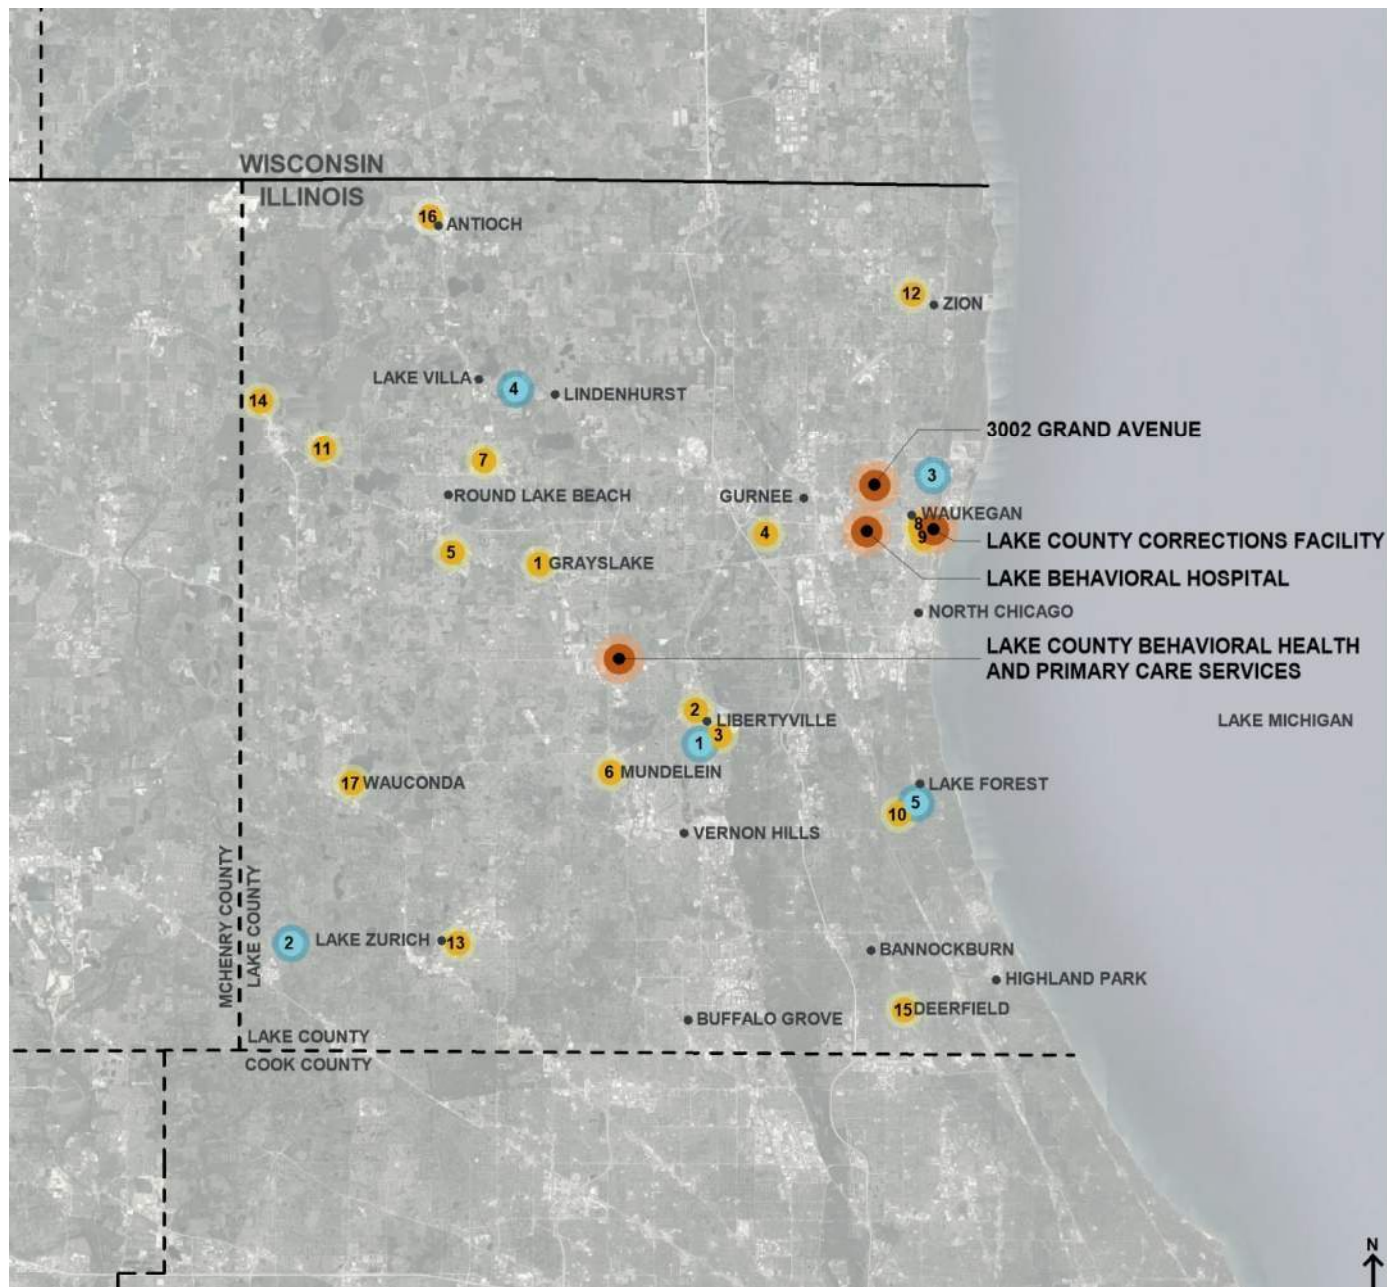 WISCONSIN
ILLINOIS
16
ANTIOCH
12
ZION
LAKE VILLA
4
LINDENHURST
14
3002 GRAND AVENUE
11
7
3
ROUND LAKE BEACH
GURNEE
WAUKEGAN
8
4
9
LAKE COUNTY CORRECTIONS FACILITY
5
1
GRAYSLAKE
LAKE BEHAVIORAL HOSPITAL
NORTH CHICAGO
LAKE COUNTY BEHAVIORAL HEALTH
AND PRIMARY CARE SERVICES
2
LIBERTYVILLE
LAKE MICHIGAN
3
1
6
MUNDELEIN
17
WAUCONDA
LAKE FOREST
5
10
VERNON HILLS
MCHENRY COUNTY
LAKE COUNTY
2
LAKE ZURICH
13
BANNOCKBURN
HIGHLAND PARK
15
DEERFIELD
BUFFALO GROVE
LAKE COUNTY
COOK COUNTY
N